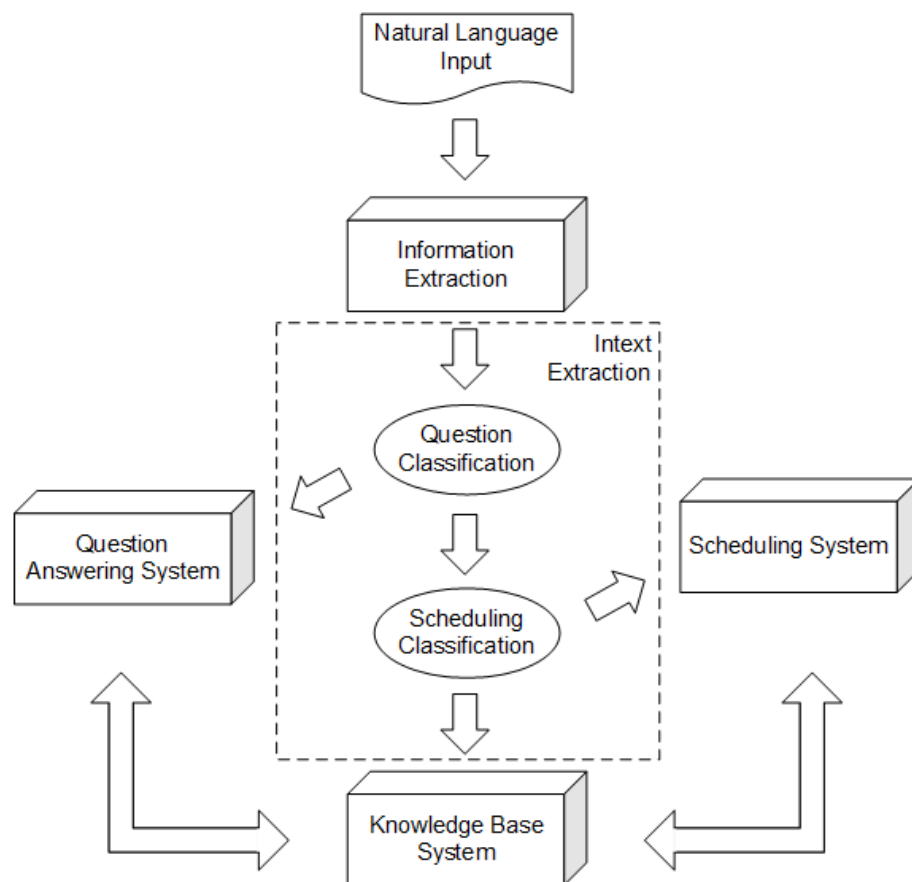 Natural Language
Input
Information
Extraction
Intext
Extraction
Question
Classification
Question
Answering System
Scheduling System
Scheduling
Classification
Knowledge Base
System